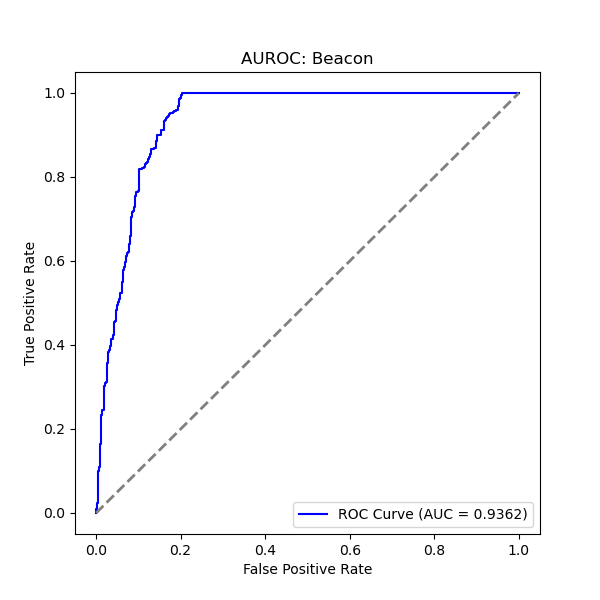 AUROC: Beacon
True Positive Rate
1.0
0.8
0.6
0.4
0.2
0.0
ROC Curve (AUC = 0.9362)
0.0 0.2 0.4 0.6 0.8 1.0
False Positive Rate